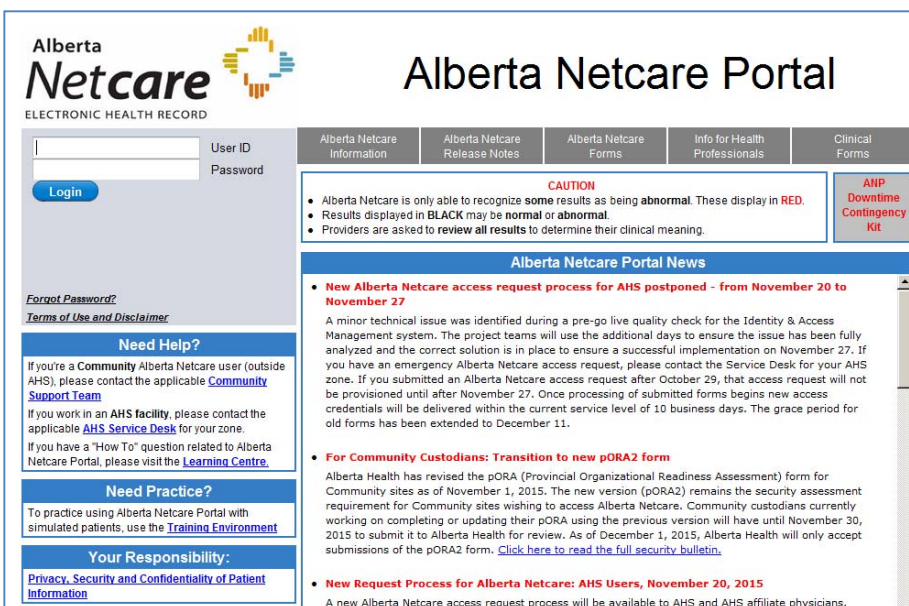 Alberta
Netcare
ELECTRONIC HEALTH RECORD
Alberta Netcare Portal
User ID
Password
Login
Forgot Password?
Terms of Use and Disclaimer
Need Help?
If you're a Community Alberta Netcare user (outside
AHS), please contact the applicable Community
Support Team
If you work in an AHS facility, please contact the
applicable AHS Service Desk for your zone.
If you have a "How To" question related to Alberta
Netcare Portal, please visit the Learning Centre.
Need Practice?
To practice using Alberta Netcare Portal with
simulated patients, use the Training Environment
Your Responsibility:
Privacy, Security and Confidentiality of Patient
Information
Alberta Netcare
Information
Alberta Netcare
Release Notes
Alberta Netcare
Forms
Info for Health
Professionals
Clinical
Forms
CAUTION
• Alberta Netcare is only able to recognize some results as being abnormal. These display in RED.
• Results displayed in BLACK may be normal or abnormal.
• Providers are asked to review all results to determine their clinical meaning.
ANP
Downtime
Contingency
Kit
Alberta Netcare Portal News
• New Alberta Netcare access request process for AHS postponed - from November 20 to
November 27
A minor technical issue was identified during a pre-go live quality check for the Identity & Access
Management system. The project teams will use the additional days to ensure the issue has been fully
analyzed and the correct solution is in place to ensure a successful implementation on November 27. If
you have an emergency Alberta Netcare access request, please contact the Service Desk for your AHS
zone. If you submitted an Alberta Netcare access request after October 29, that access request will not
be provisioned until after November 27. Once processing of submitted forms begins new access
credentials will be delivered within the current service level of 10 business days. The grace period for
old forms has been extended to December 11.
• For Community Custodians: Transition to new pORA2 form
Alberta Health has revised the pORA (Provincial Organizational Readiness Assessment) form for
Community sites as of November 1, 2015. The new version (pORA2) remains the security assessment
requirement for Community sites wishing to access Alberta Netcare. Community custodians currently
working on completing or updating their pORA using the previous version will have until November 30,
2015 to submit it to Alberta Health for review. As of December 1, 2015, Alberta Health will only accept
submissions of the pORA2 form. Click here to read the full security bulletin.
• New Request Process for Alberta Netcare: AHS Users, November 20, 2015
A new Alberta Netcare access request process will be available to AHS and AHS affiliate physicians,